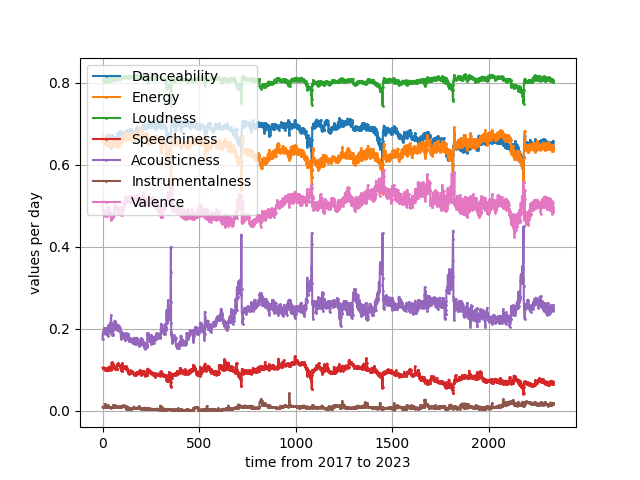 0.8
0.6
0.4
0.2
0.0
values per day
Danceability
Energy
Loudness
Speechiness
Acousticness
Instrumentalness
Valence
0 500 1000 1500 2000
time from 2017 to 2023